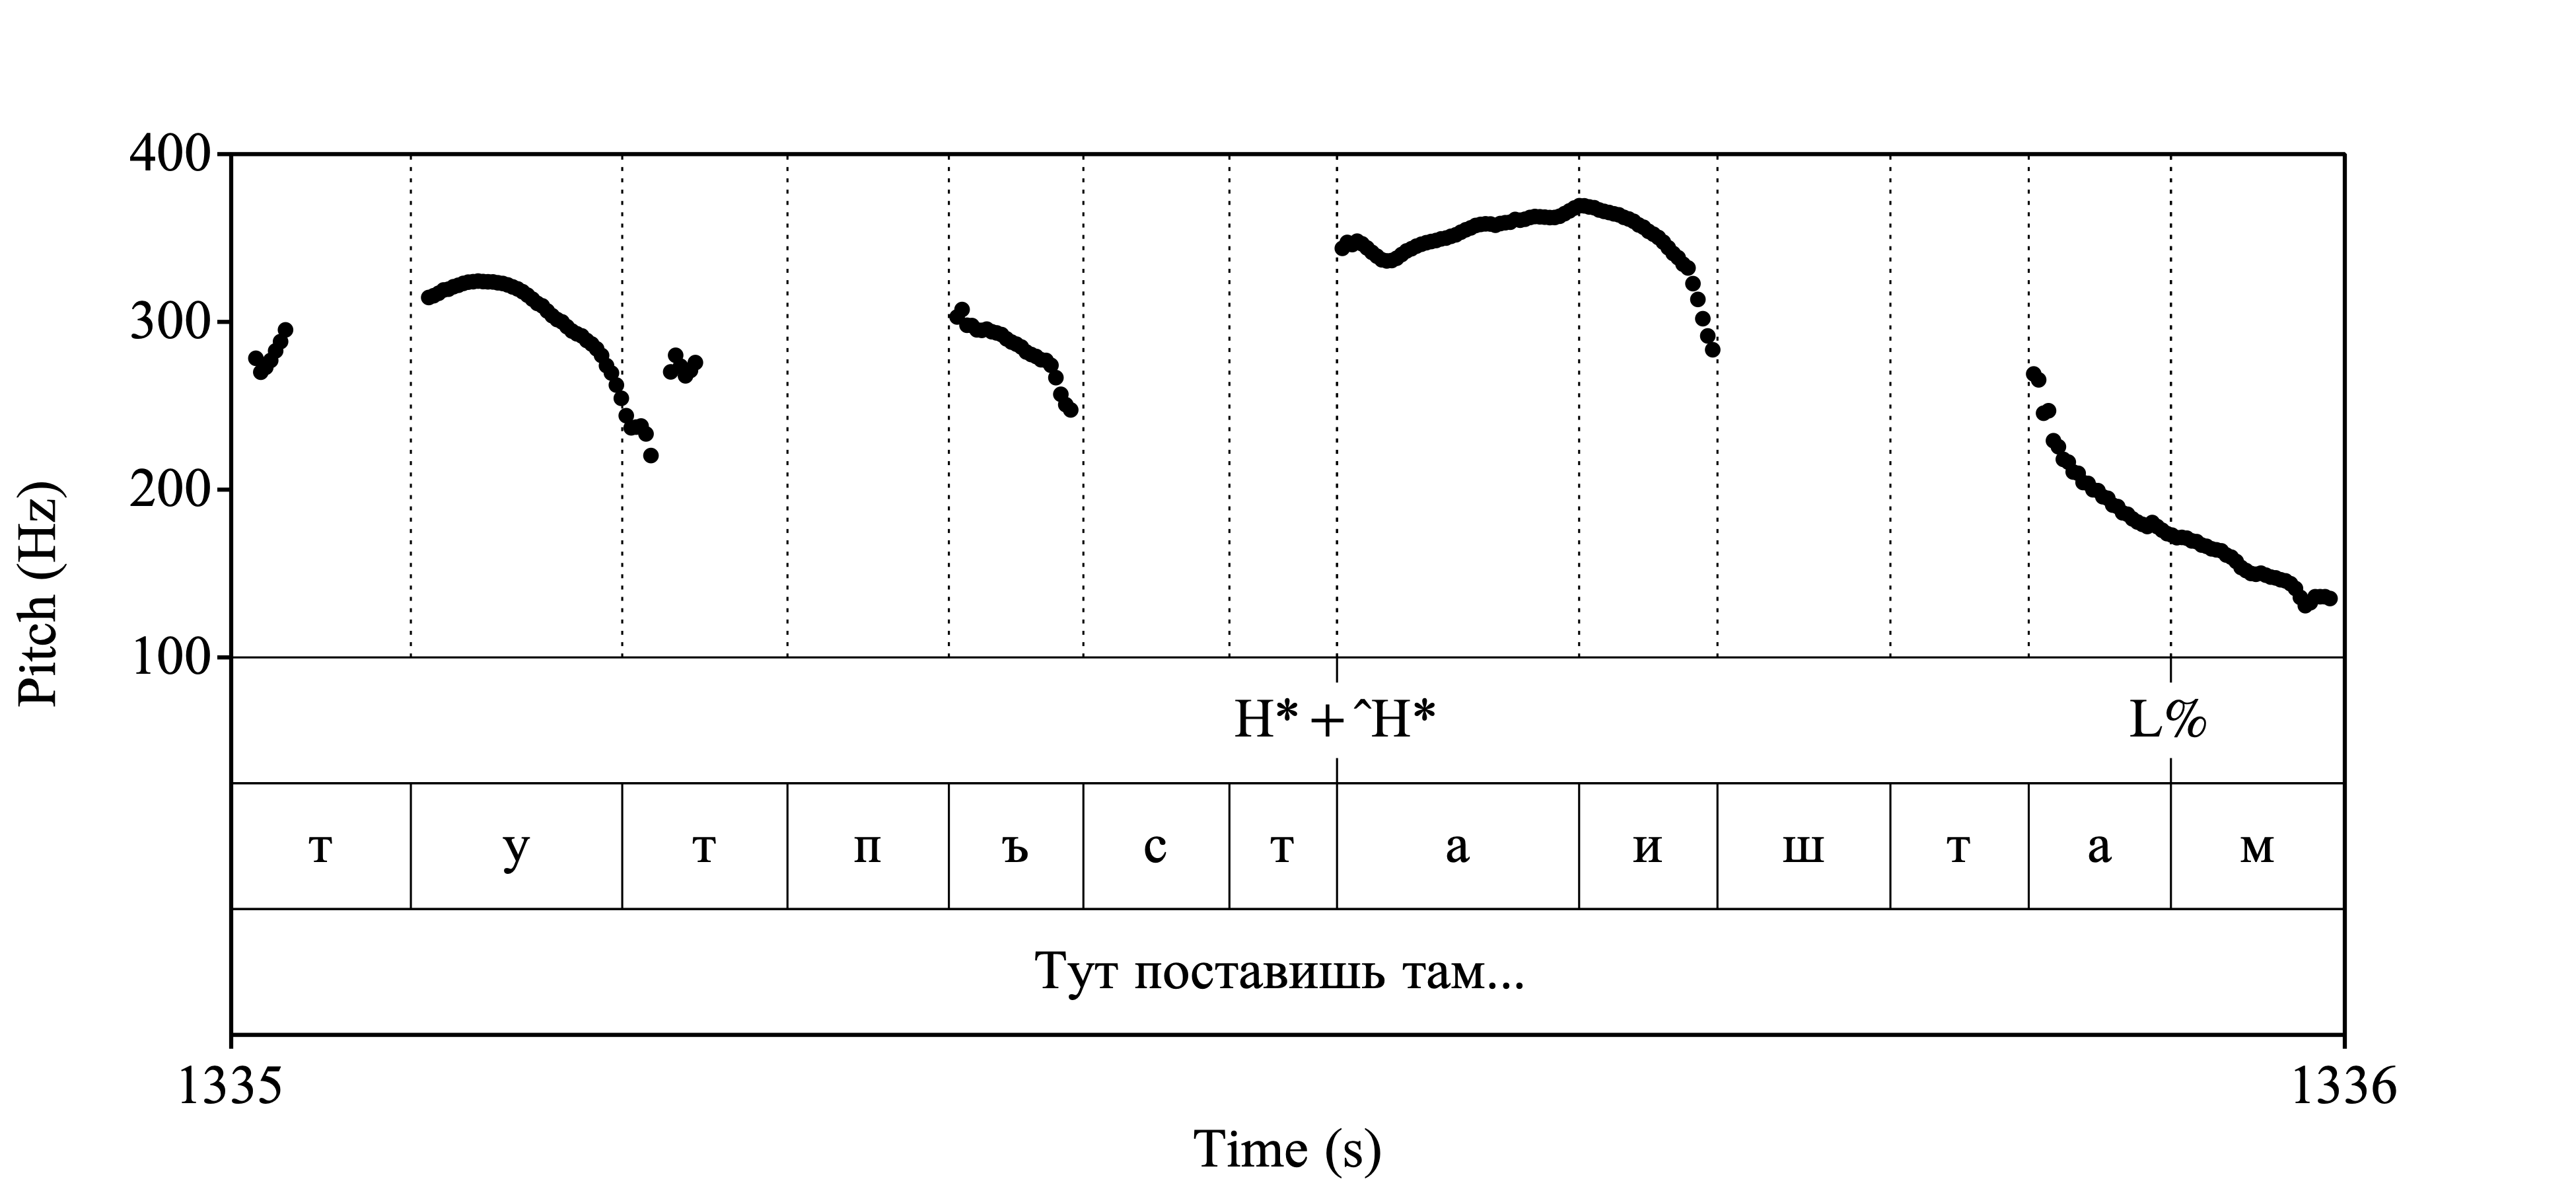 400
300
200
100
Pitch (Hz)
H* + ^H* L%
т у т п ъ с т а и ш т а м
Тут поставишь там...
1335 1336
Time (s)